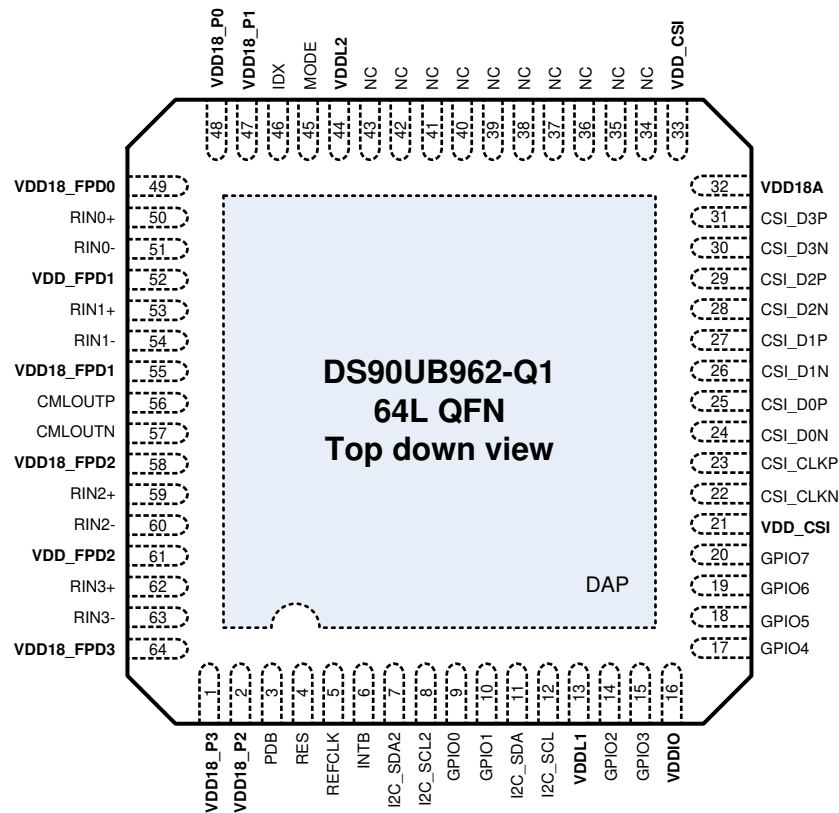 VDD18_P0
VDD18_P1
IDX
MODE
VDDL2
NC
NC
NC
NC
NC
NC
NC
NC
NC
NC
VDD_CSI
48
47
46
45
44
43
42
41
40
39
38
37
36
35
34
33
VDD18_FPD0 49
RIN0+ 50
RIN0- 51
VDD_FPD1 52
RIN1+ 53
RIN1- 54
VDD18_FPD1 55
CMLOUTP 56
CMLOUTN 57
VDD18_FPD2 58
RIN2+ 59
RIN2- 60
VDD_FPD2 61
RIN3+ 62
RIN3- 63
VDD18_FPD3 64
DS90UB962-Q1
64L QFN
Top down view
DAP
32 VDD18A
31 CSI_D3P
30 CSI_D3N
29 CSI_D2P
28 CSI_D2N
27 CSI_D1P
26 CSI_D1N
25 CSI_D0P
24 CSI_D0N
23 CSI_CLKP
22 CSI_CLKN
21 VDD_CSI
20 GPIO7
19 GPIO6
18 GPIO5
17 GPIO4
1
2
3
4
5
6
7
8
9
10
11
12
13
14
15
16
VDD18_P3
VDD18_P2
PDB
RES
REFCLK
INTB
I2C_SDA2
I2C_SCL2
GPIO0
GPIO1
I2C_SDA
I2C_SCL
VDDL1
GPIO2
GPIO3
VDDIO